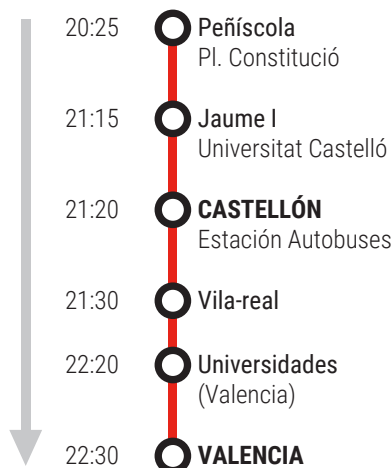 20:25 Peñíscola
Pl. Constitució
21:15 Jaume I
Universitat Castelló
21:20 CASTELLÓN
Estación Autobuses
21:30 Vila-real
22:20 Universidades
(Valencia)
22:30 VALENCIA